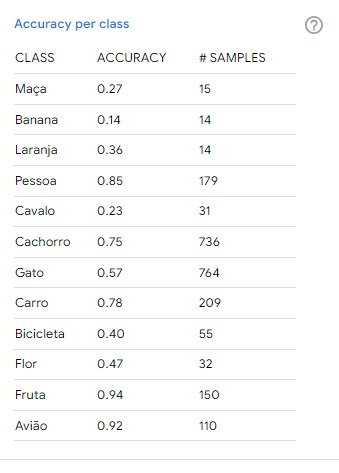 Accuracy per class
CLASS ACCURACY # SAMPLES
Maça 0.27 15
Banana 0.14 14
Laranja 0.36 14
Pessoa 0.85 179
Cavalo 0.23 31
Cachorro 0.75 736
Gato 0.57 764
Carro 0.78 209
Bicicleta 0.40 55
Flor 0.47 32
Fruta 0.94 150
Avião 0.92 110